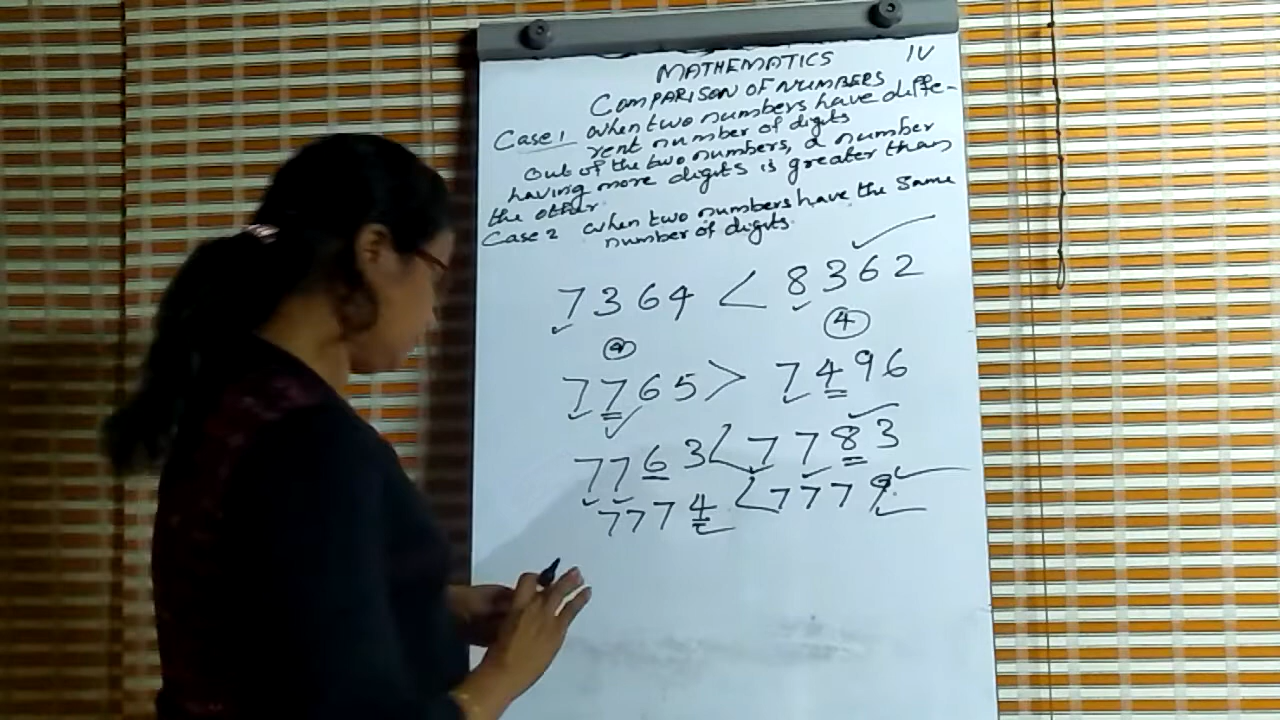 MATHEMATICS IV
COMPARISON OF NUMBERS
Case 1 When two numbers have diffe-
rent number of digits
Out of the two numbers, a number
having more digits is greater than
the other.
Case 2 When two numbers have the same
number of digits.
7364 < 8362
4 4
7765 > 7496
7763 < 7783
7774 < 7779